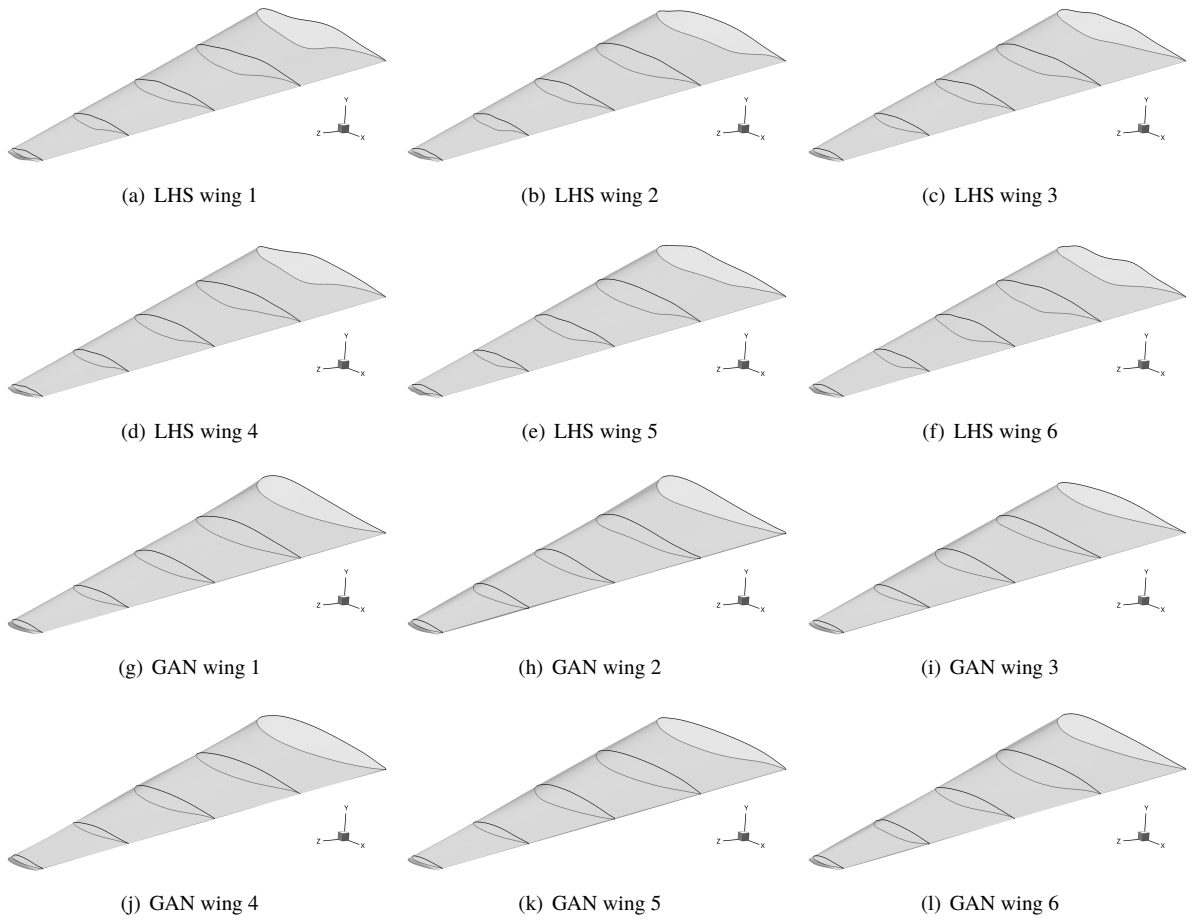 Y
Z X
Y
Z X
Y
Z X
(a) LHS wing 1
(b) LHS wing 2
(c) LHS wing 3
Y
Z X
Y
Z X
Y
Z X
(d) LHS wing 4
(e) LHS wing 5
(f) LHS wing 6
Y
Z X
Y
Z X
Y
Z X
(g) GAN wing 1
(h) GAN wing 2
(i) GAN wing 3
Y
Z X
Y
Z X
Y
Z X
(j) GAN wing 4
(k) GAN wing 5
(l) GAN wing 6